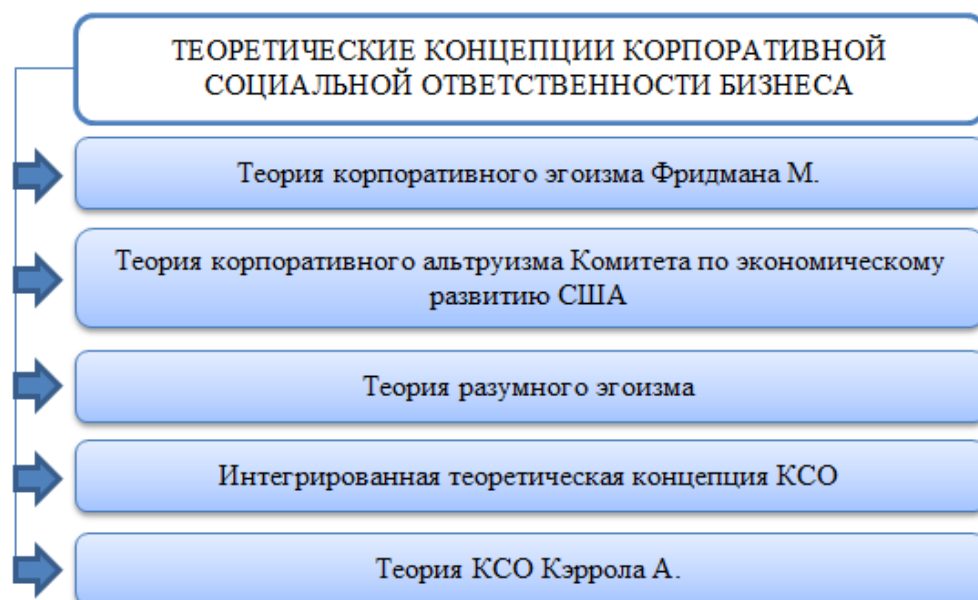 ТЕОРЕТИЧЕСКИЕ КОНЦЕПЦИИ КОРПОРАТИВНОЙ
СОЦИАЛЬНОЙ ОТВЕТСТВЕННОСТИ БИЗНЕСА
Теория корпоративного эгоизма Фридмана М.
Теория корпоративного альтруизма Комитета по экономическому
развитию США
Теория разумного эгоизма
Интегрированная теоретическая концепция КСО
Теория КСО Кэррола А.